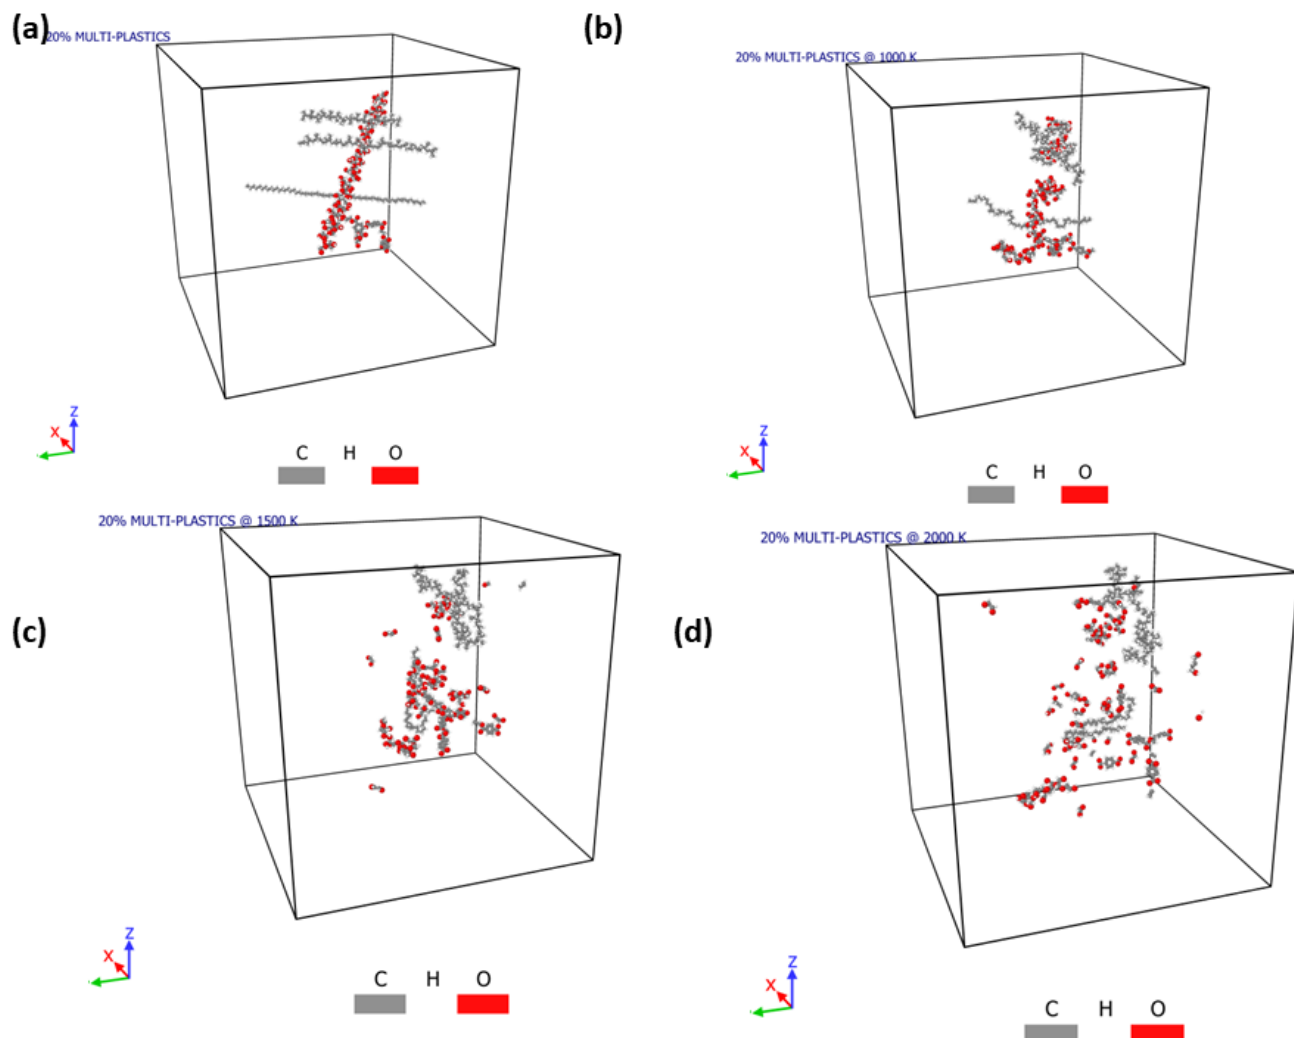 (a)
20% MULTI-PLASTICS
Z
X
C H O
(b)
20% MULTI-PLASTICS @ 1000 K
Z
X
C H O
(c)
20% MULTI-PLASTICS @ 1500 K
Z
X
C H O
(d)
20% MULTI-PLASTICS @ 2000 K
Z
X
C H O